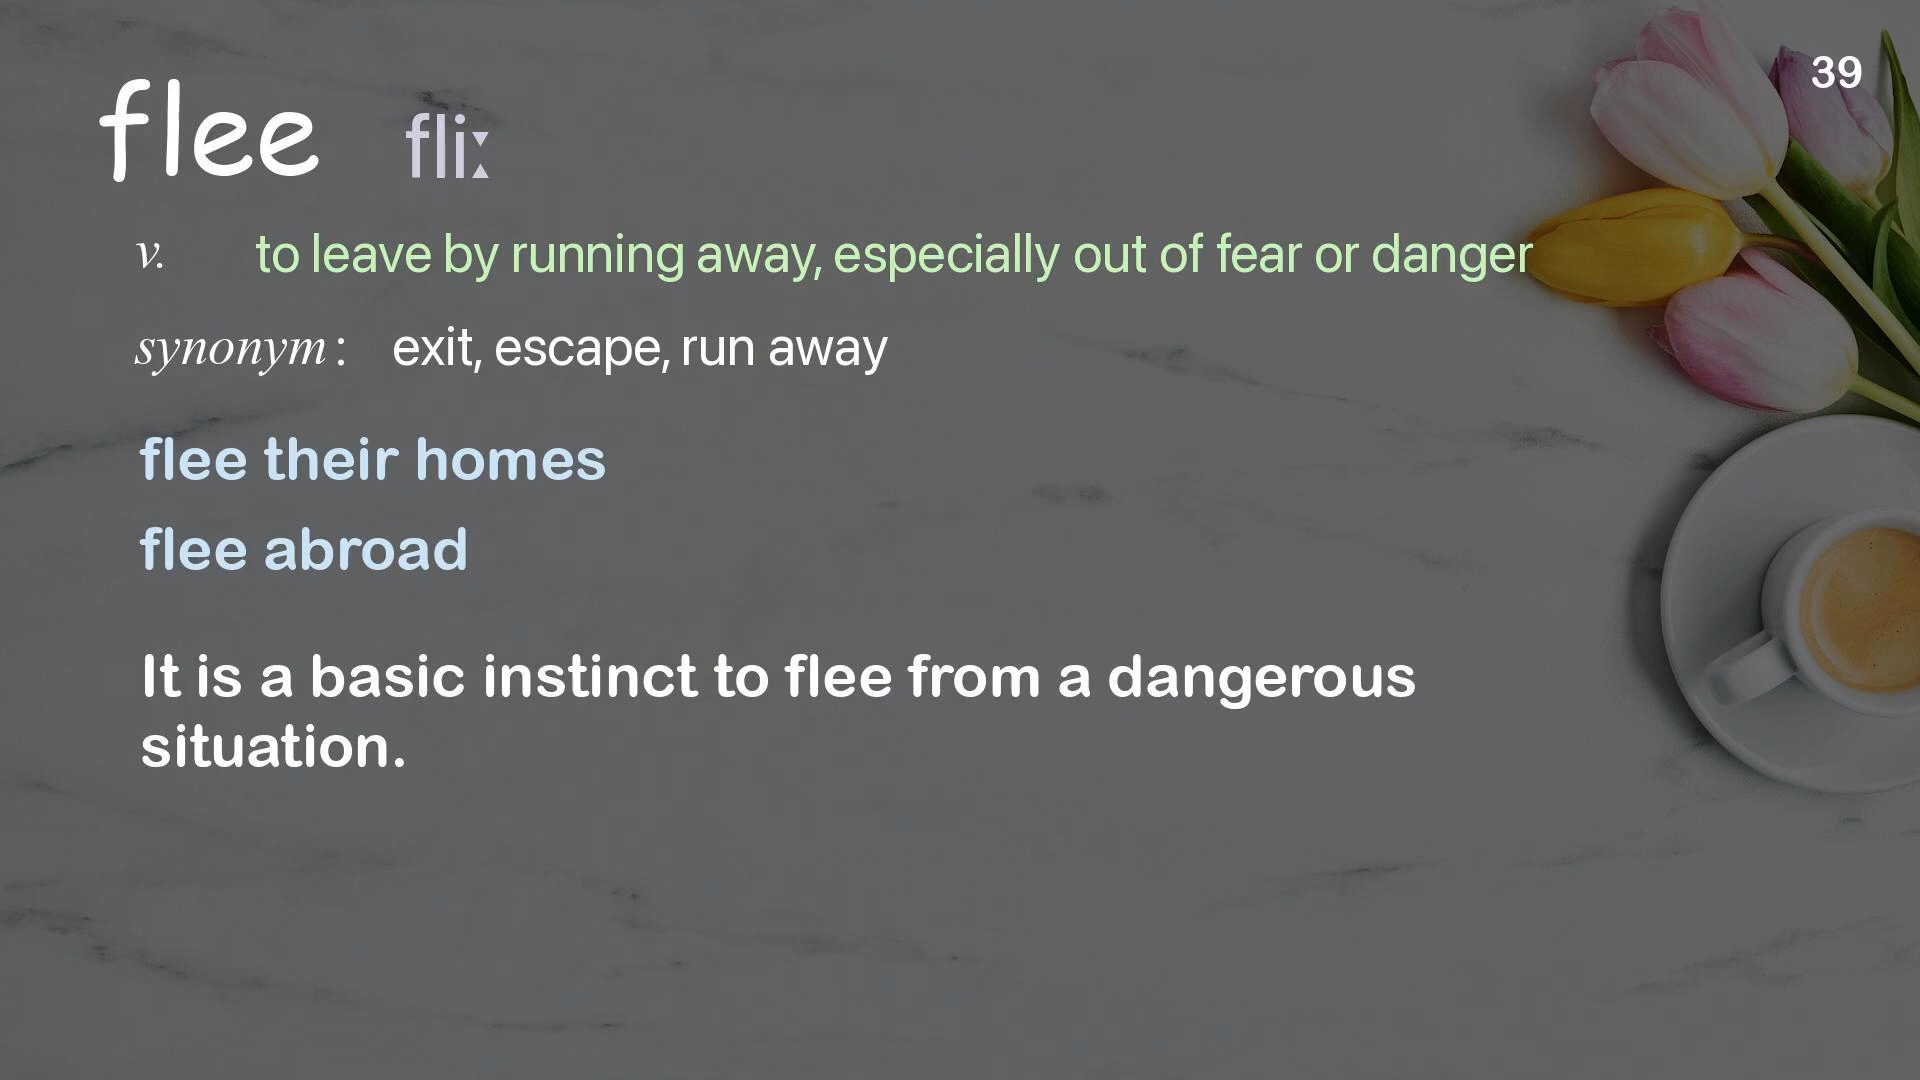 39
flee fliː
v. to leave by running away, especially out of fear or danger
synonym: exit, escape, run away
flee their homes
flee abroad
It is a basic instinct to flee from a dangerous
situation.